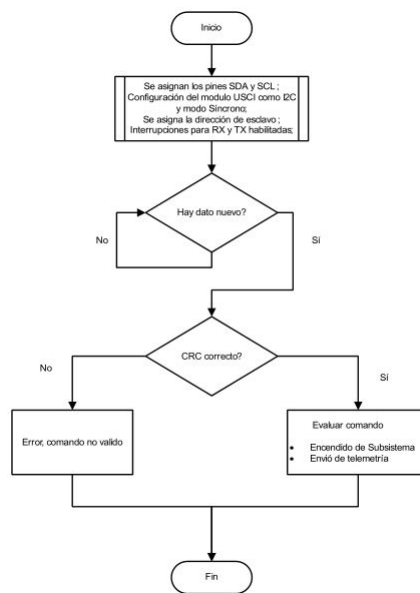 Inicio
Se asignan los pines SDA y SCL ;
Configuración del modulo USCI como I2C
y modo Síncrono;
Se asigna la dirección de esclavo ;
Interrupciones para RX y TX habilitadas;
Hay dato nuevo?
No
Sí
CRC correcto?
No
Sí
Error, comando no valido
Evaluar comando
• Encendido de Subsistema
• Envió de telemetría
Fin